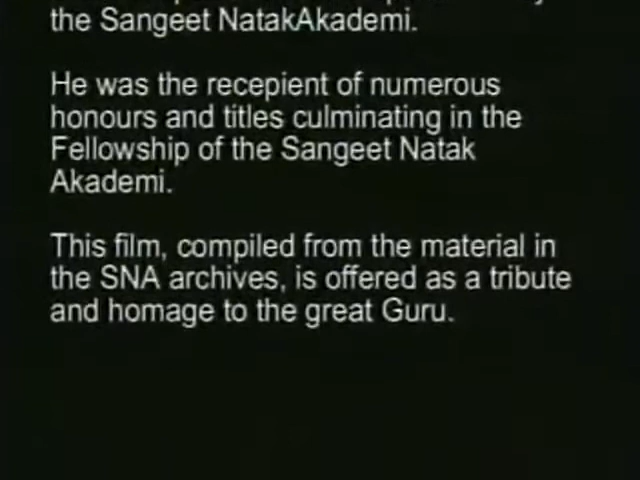 the Sangeet NatakAkademi.
He was the recepient of numerous
honours and titles culminating in the
Fellowship of the Sangeet Natak
Akademi.
This film, compiled from the material in
the SNA archives, is offered as a tribute
and homage to the great Guru.